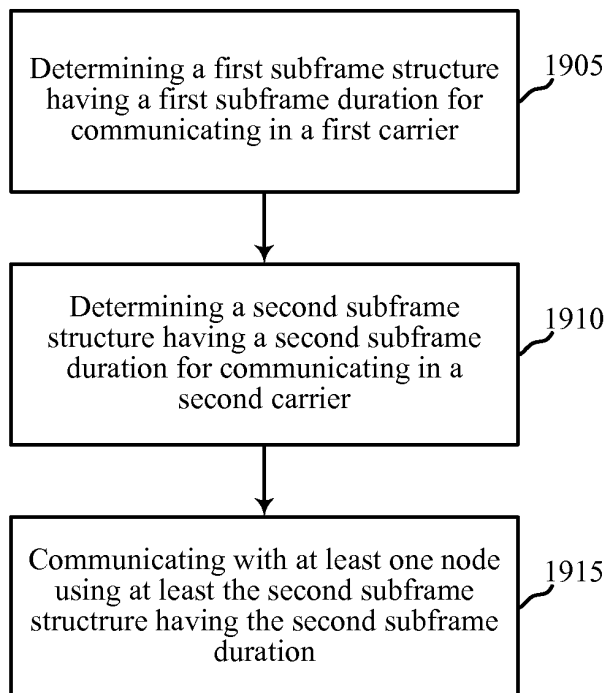 Determining a first subframe structure
having a first subframe duration for
communicating in a first carrier
1905
Determining a second subframe
structure having a second subframe
duration for communicating in a
second carrier
1910
Communicating with at least one node
using at least the second subframe
structrure having the second subframe
duration
1915